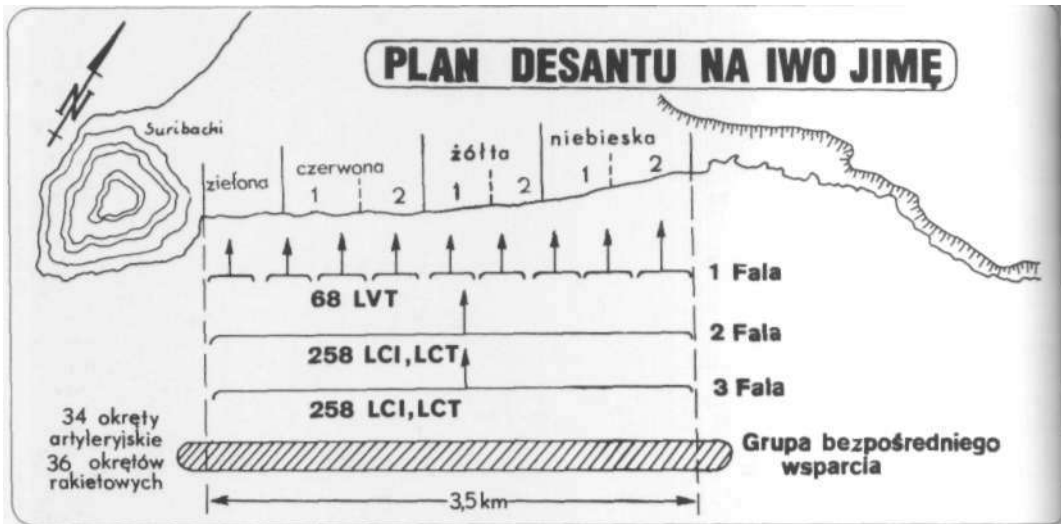 PLAN DESANTU NA IWO JIMĘ
N
Suribachi
zielona
czerwona
żółta
niebieska
1
2
1
2
1
2
1 Fala
68 LVT
2 Fala
258 LCI, LCT
3 Fala
258 LCI, LCT
34 okręty
artyleryjskie
36 okrętów
rakietowych
Grupa bezpośredniego
wsparcia
3,5 km